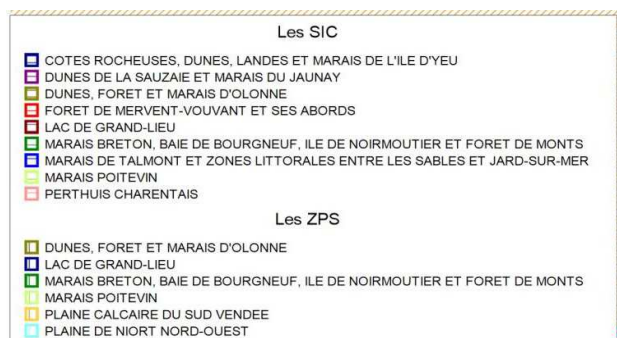 Les SIC
COTES ROCHEUSES, DUNES, LANDES ET MARAIS DE L'ILE D'YEU
DUNES DE LA SAUZAIE ET MARAIS DU JAUNAY
DUNES, FORET ET MARAIS D'OLONNE
FORET DE MERVENT-VOUVANT ET SES ABORDS
LAC DE GRAND-LIEU
MARAIS BRETON, BAIE DE BOURGNEUF, ILE DE NOIRMOUTIER ET FORET DE MONTS
MARAIS DE TALMONT ET ZONES LITTORALES ENTRE LES SABLES ET JARD-SUR-MER
MARAIS POITEVIN
PERTHUIS CHARENTAIS
Les ZPS
DUNES, FORET ET MARAIS D'OLONNE
LAC DE GRAND-LIEU
MARAIS BRETON, BAIE DE BOURGNEUF, ILE DE NOIRMOUTIER ET FORET DE MONTS
MARAIS POITEVIN
PLAINE CALCAIRE DU SUD VENDEE
PLAINE DE NIORT NORD-OUEST